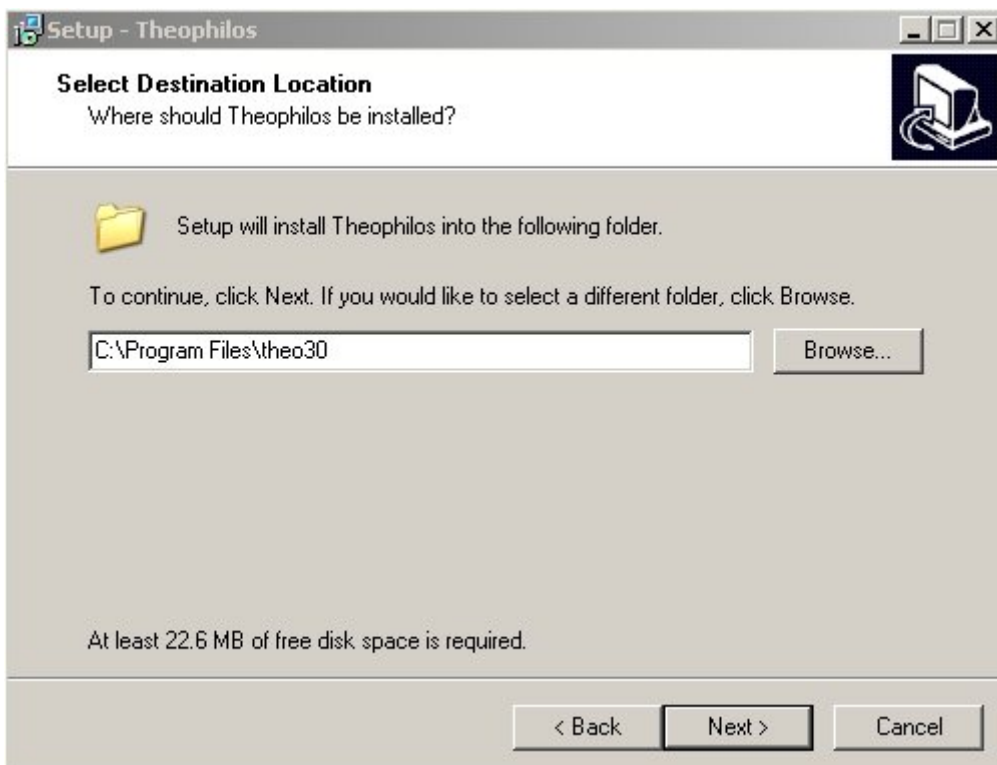 Setup - Theophilos
Select Destination Location
Where should Theophilos be installed?
Setup will install Theophilos into the following folder.
To continue, click Next. If you would like to select a different folder, click Browse.
C:\Program Files\theo30
Browse...
At least 22.6 MB of free disk space is required.
< Back
Next >
Cancel